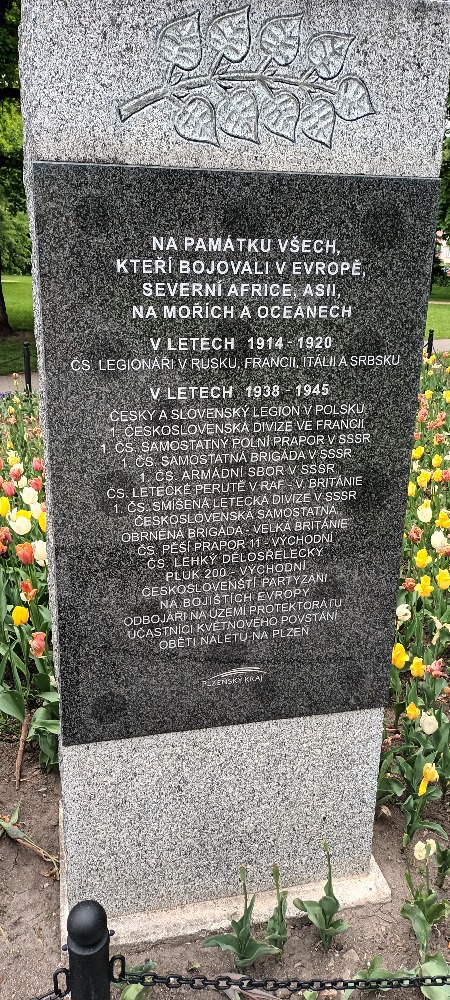 NA PAMÁTKU VŠECH,
KTEŘÍ BOJOVALI V EVROPĚ,
SEVERNÍ AFRICE, ASII,
NA MOŘÍCH A OCEÁNECH
V LETECH 1914 - 1920
ČS. LEGIONÁŘI V RUSKU, FRANCII, ITÁLII A SRBSKU
V LETECH 1938 - 1945
ČESKÝ A SLOVENSKÝ LEGION V POLSKU
1. ČESKOSLOVENSKÁ DIVIZE VE FRANCII
1. ČS. SAMOSTATNÝ POLNÍ PRAPOR V SSSR
1. ČS. SAMOSTATNÁ BRIGÁDA V SSSR
1. ČS. ARMÁDNÍ SBOR V SSSR
ČS. LETECKÉ PERUTĚ V RAF - V. BRITÁNIE
1. ČS. SMÍŠENÁ LETECKÁ DIVIZE V SSSR
ČESKOSLOVENSKÁ SAMOSTATNÁ
OBRNĚNÁ BRIGÁDA - VELKÁ BRITÁNIE
ČS. PĚŠÍ PRAPOR 11 - VÝCHODNÍ
ČS. LEHKÝ DĚLOSTŘELECKÝ
PLUK 200 - VÝCHODNÍ
ČESKOSLOVENŠTÍ PARTYZÁNI
NA BOJIŠTÍCH EVROPY
ODBOJÁŘI NA ÚZEMÍ PROTEKTORÁTU
ÚČASTNÍCI KVĚTNOVÉHO POVSTÁNÍ
OBĚTI NÁLETŮ NA PLZEŇ
PLZEŇSKÝ KRAJ